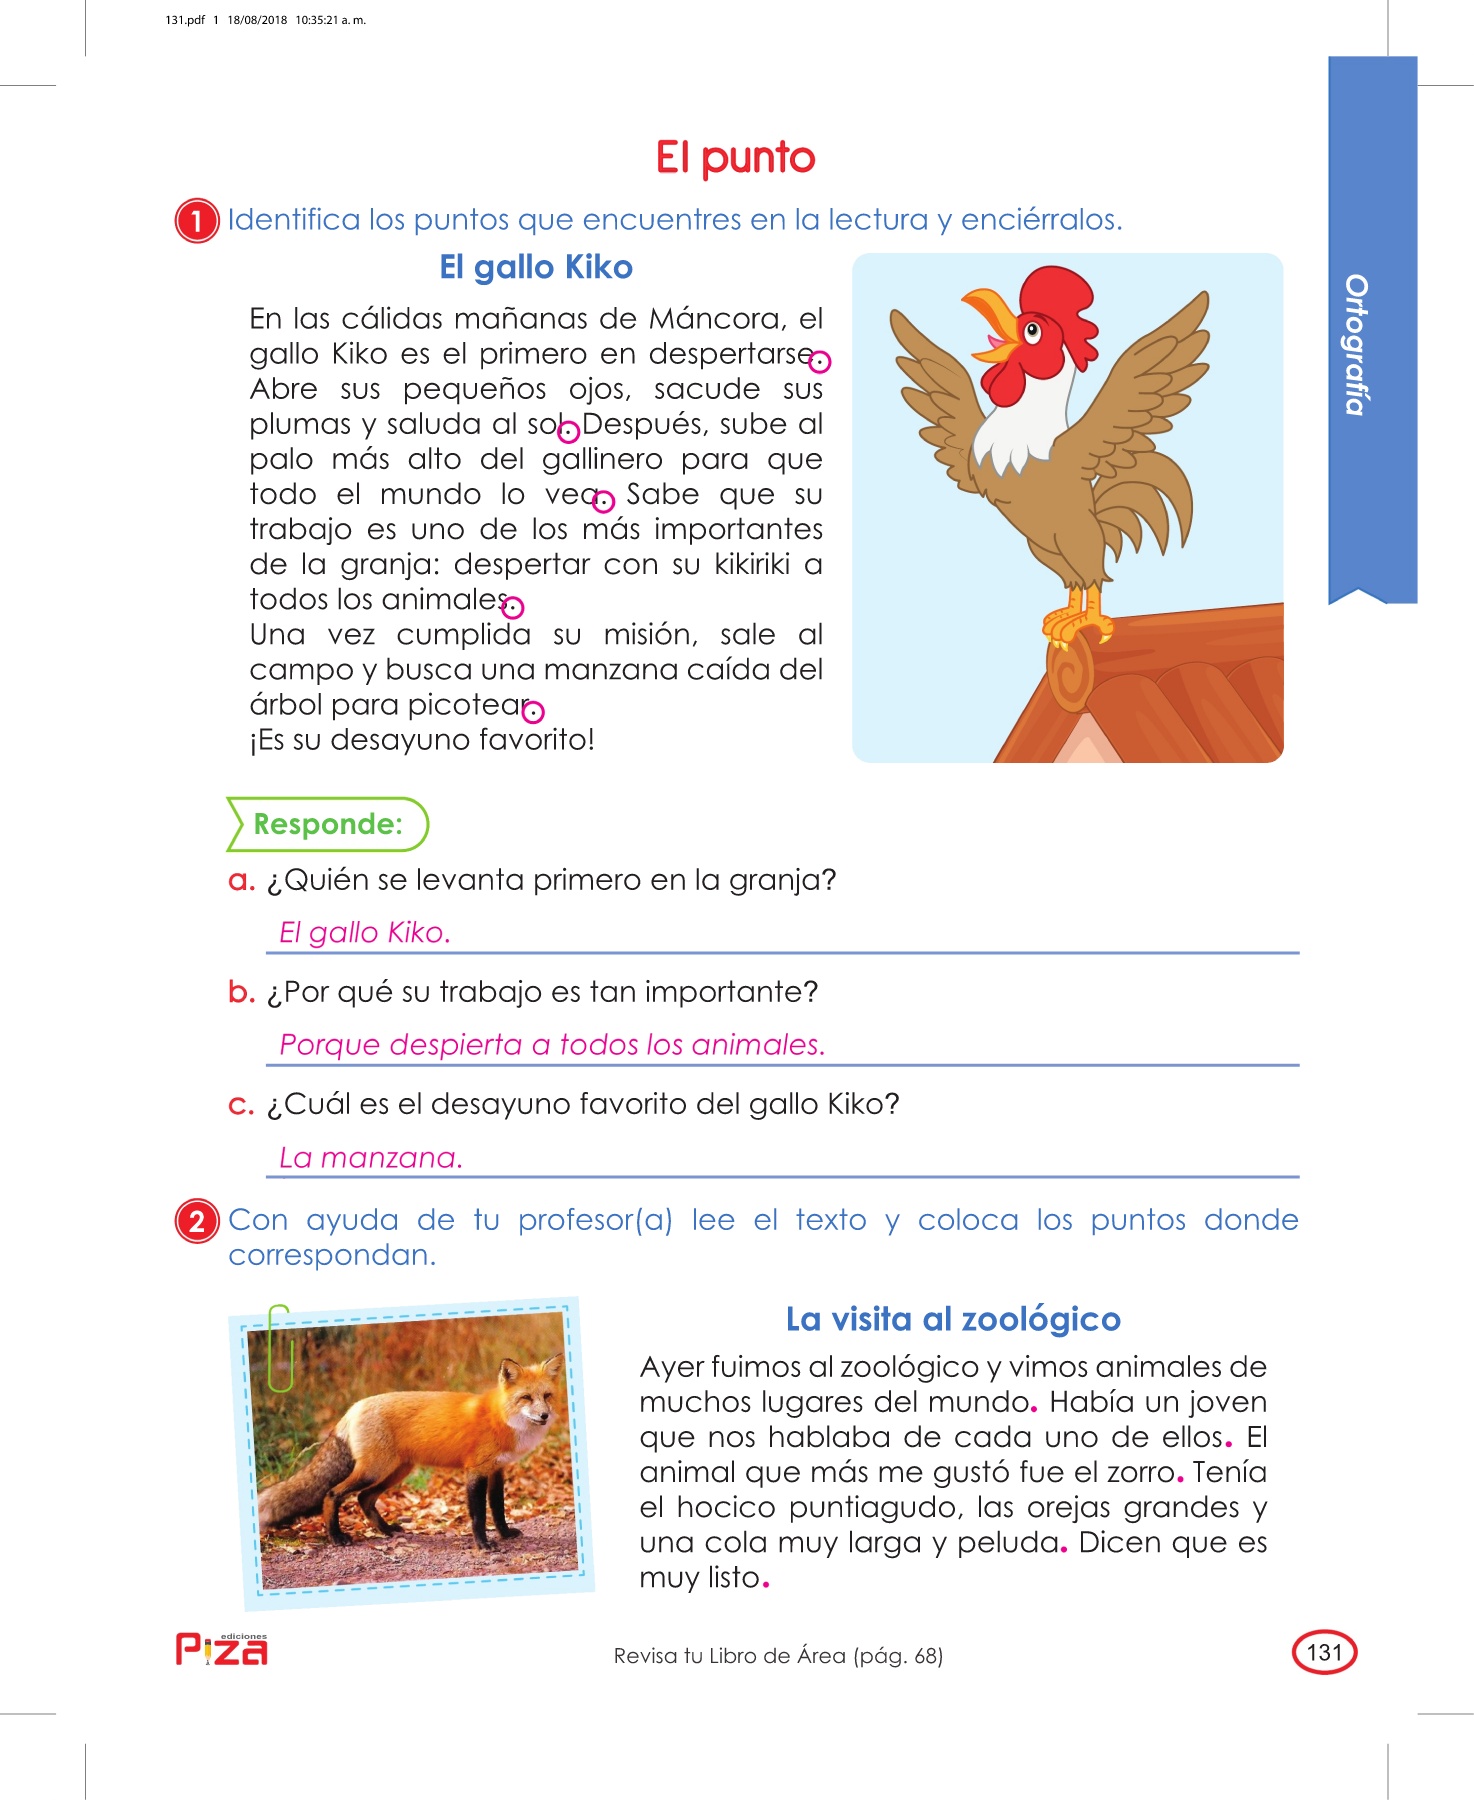 131.pdf 1 18/08/2018 10:35:21 a. m.
Ortografía
El punto
1 Identifica los puntos que encuentres en la lectura y enciérralos.
El gallo Kiko
En las cálidas mañanas de Máncora, el
gallo Kiko es el primero en despertarse.
Abre sus pequeños ojos, sacude sus
plumas y saluda al sol. Después, sube al
palo más alto del gallinero para que
todo el mundo lo vea. Sabe que su
trabajo es uno de los más importantes
de la granja: despertar con su kikiriki a
todos los animales.
Una vez cumplida su misión, sale al
campo y busca una manzana caída del
árbol para picotear.
¡Es su desayuno favorito!
Responde:
a. ¿Quién se levanta primero en la granja?
El gallo Kiko.
b. ¿Por qué su trabajo es tan importante?
Porque despierta a todos los animales.
c. ¿Cuál es el desayuno favorito del gallo Kiko?
La manzana.
2 Con ayuda de tu profesor(a) lee el texto y coloca los puntos donde
correspondan.
La visita al zoológico
Ayer fuimos al zoológico y vimos animales de
muchos lugares del mundo. Había un joven
que nos hablaba de cada uno de ellos. El
animal que más me gustó fue el zorro. Tenía
el hocico puntiagudo, las orejas grandes y
una cola muy larga y peluda. Dicen que es
muy listo.
ediciones
Piza
Revisa tu Libro de Área (pág. 68)
131